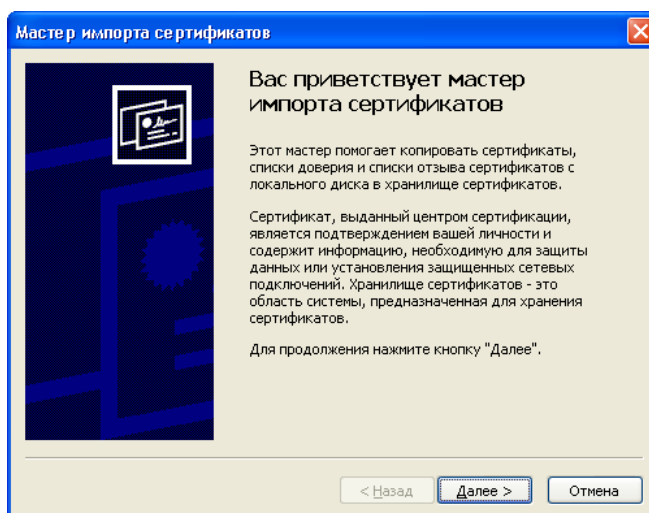 Мастер импорта сертификатов
Вас приветствует мастер
импорта сертификатов
Этот мастер помогает копировать сертификаты,
списки доверия и списки отзыва сертификатов с
локального диска в хранилище сертификатов.
Сертификат, выданный центром сертификации,
является подтверждением вашей личности и
содержит информацию, необходимую для защиты
данных или установления защищенных сетевых
подключений. Хранилище сертификатов - это
область системы, предназначенная для хранения
сертификатов.
Для продолжения нажмите кнопку "Далее".
< Назад Далее > Отмена